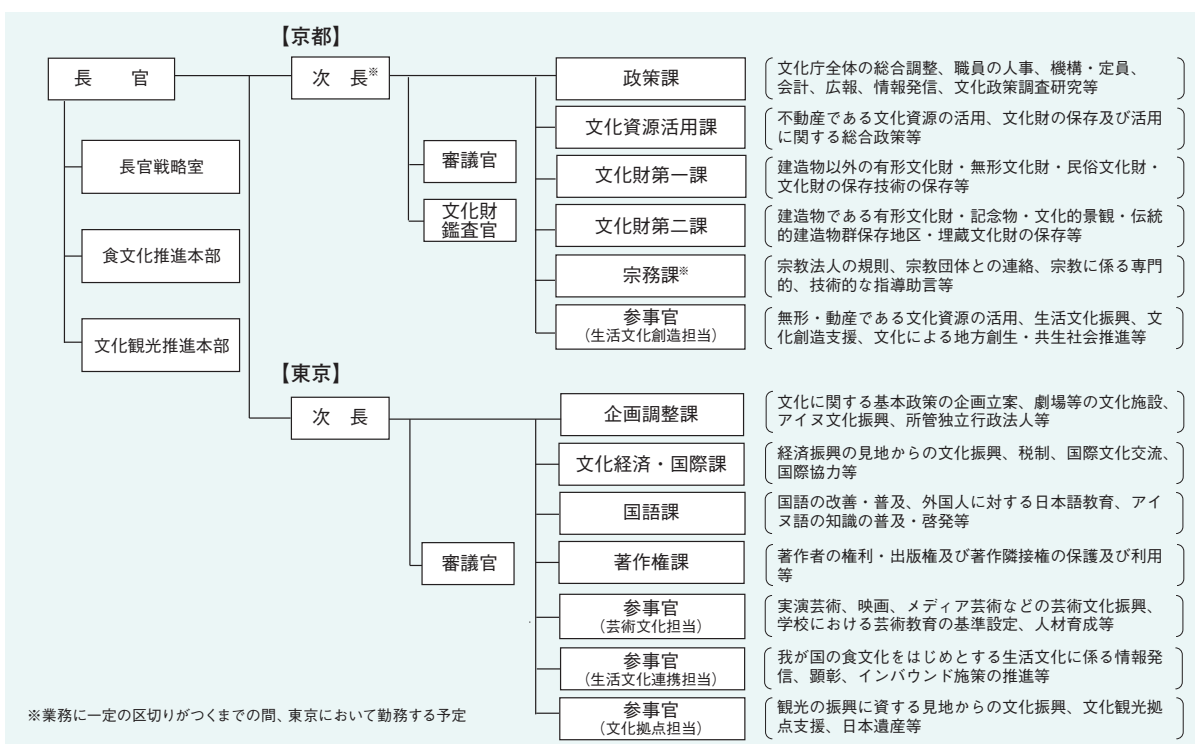 【京都】
長　官
次　長※
政策課
文化庁全体の総合調整、職員の人事、機構・定員、
会計、広報、情報発信、文化政策調査研究等
文化資源活用課
不動産である文化資源の活用、文化財の保存及び活用
に関する総合政策等
長官戦略室
審議官
文化財第一課
建造物以外の有形文化財・無形文化財・民俗文化財・
文化財の保存技術の保存等
文化財
鑑査官
文化財第二課
建造物である有形文化財・記念物・文化的景観・伝統
的建造物群保存地区・埋蔵文化財の保存等
食文化推進本部
宗務課※
宗教法人の規則、宗教団体との連絡、宗教に係る専門
的、技術的な指導助言等
文化観光推進本部
参事官
（生活文化創造担当）
無形・動産である文化資源の活用、生活文化振興、文
化創造支援、文化による地方創生・共生社会推進等
【東京】
次　長
企画調整課
文化に関する基本政策の企画立案、劇場等の文化施設、
アイヌ文化振興、所管独立行政法人等
文化経済・国際課
経済振興の見地からの文化振興、税制、国際文化交流、
国際協力等
国語課
国語の改善・普及、外国人に対する日本語教育、アイ
ヌ語の知識の普及・啓発等
審議官
著作権課
著作者の権利・出版権及び著作隣接権の保護及び利用
等
参事官
（芸術文化担当）
実演芸術、映画、メディア芸術などの芸術文化振興、
学校における芸術教育の基準設定、人材育成等
参事官
（生活文化連携担当）
我が国の食文化をはじめとする生活文化に係る情報発
信、顕彰、インバウンド施策の推進等
参事官
（文化拠点担当）
観光の振興に資する見地からの文化振興、文化観光拠
点支援、日本遺産等
※業務に一定の区切りがつくまでの間、東京において勤務する予定